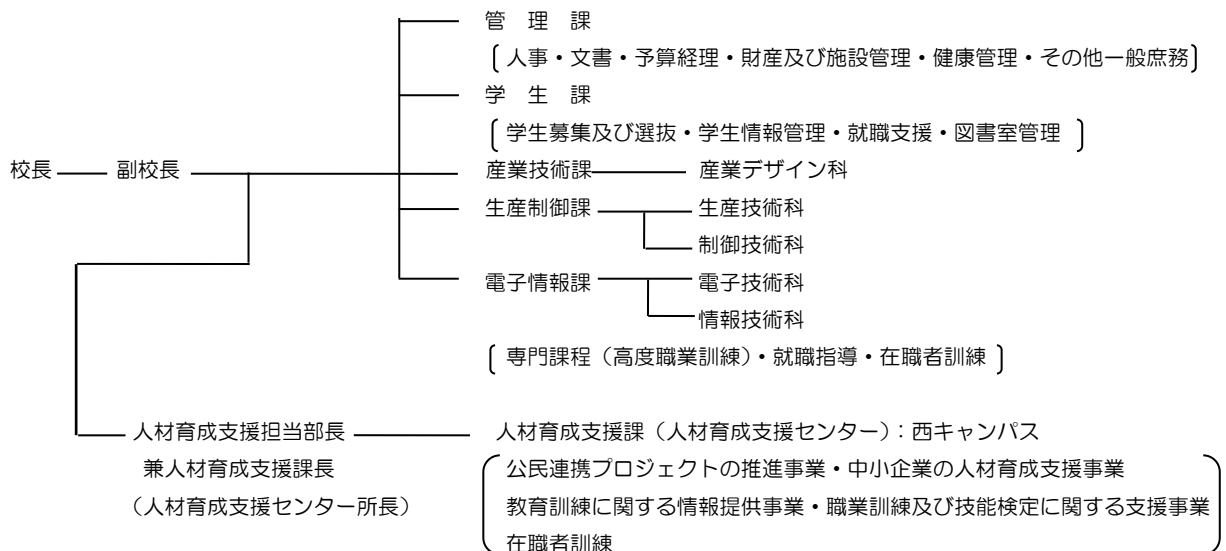 管　理　課
〔人事・文書・予算経理・財産及び施設管理・健康管理・その他一般庶務〕
学　生　課
〔学生募集及び選抜・学生情報管理・就職支援・図書室管理　〕
校長　副校長　産業技術課　産業デザイン科
生産制御課　生産技術科
制御技術科
電子情報課　電子技術科
情報技術科
〔専門課程（高度職業訓練）・就職指導・在職者訓練　〕
人材育成支援担当部長　人材育成支援課（人材育成支援センター）：西キャンパス
兼人材育成支援課長　公民連携プロジェクトの推進事業・中小企業の人材育成支援事業
（人材育成支援センター所長）　教育訓練に関する情報提供事業・職業訓練及び技能検定に関する支援事業
在職者訓練